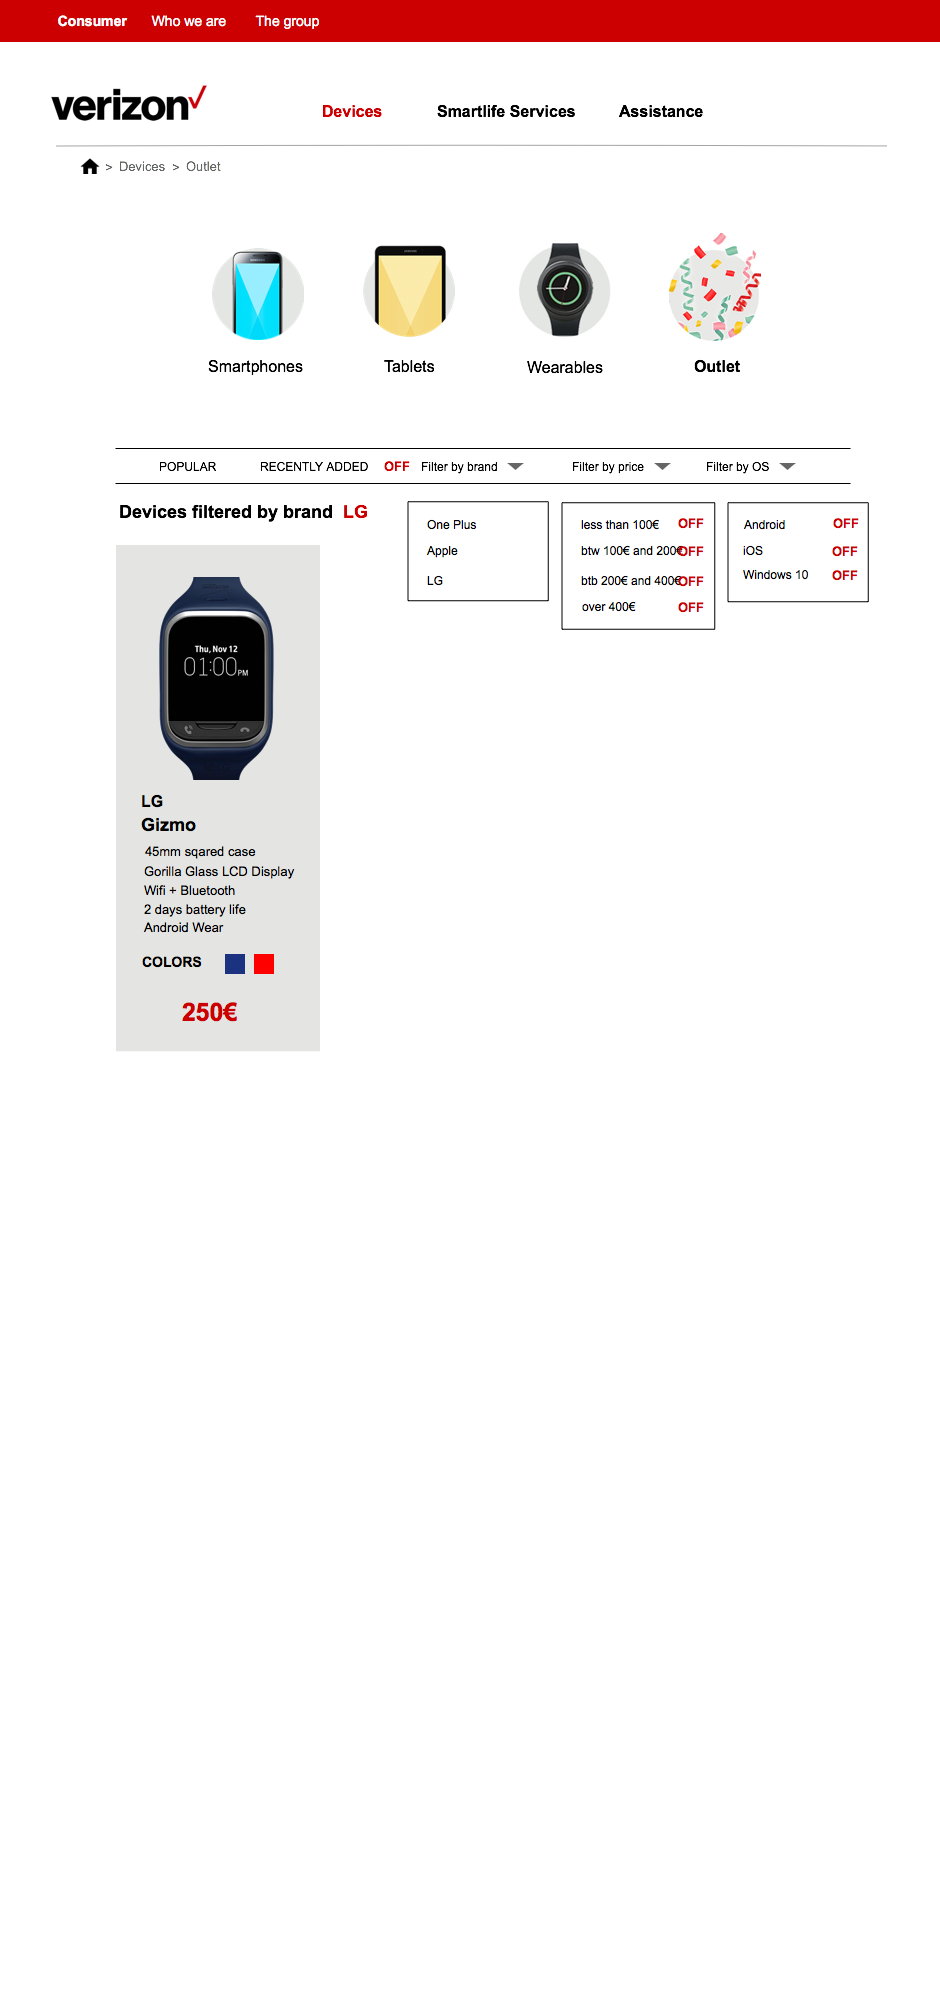 Consumer Who we are The group
verizon
Devices Smartlife Services Assistance
> Devices > Outlet
Smartphones Tablets Wearables Outlet
POPULAR RECENTLY ADDED OFF Filter by brand Filter by price Filter by OS
Devices filtered by brand LG
One Plus
Apple
LG
less than 100€ OFF
btw 100€ and 200€ OFF
btb 200€ and 400€ OFF
over 400€ OFF
Android OFF
iOS OFF
Windows 10 OFF
Thu, Nov 12
01:00PM
LG
Gizmo
45mm sqared case
Gorilla Glass LCD Display
Wifi + Bluetooth
2 days battery life
Android Wear
COLORS
250€